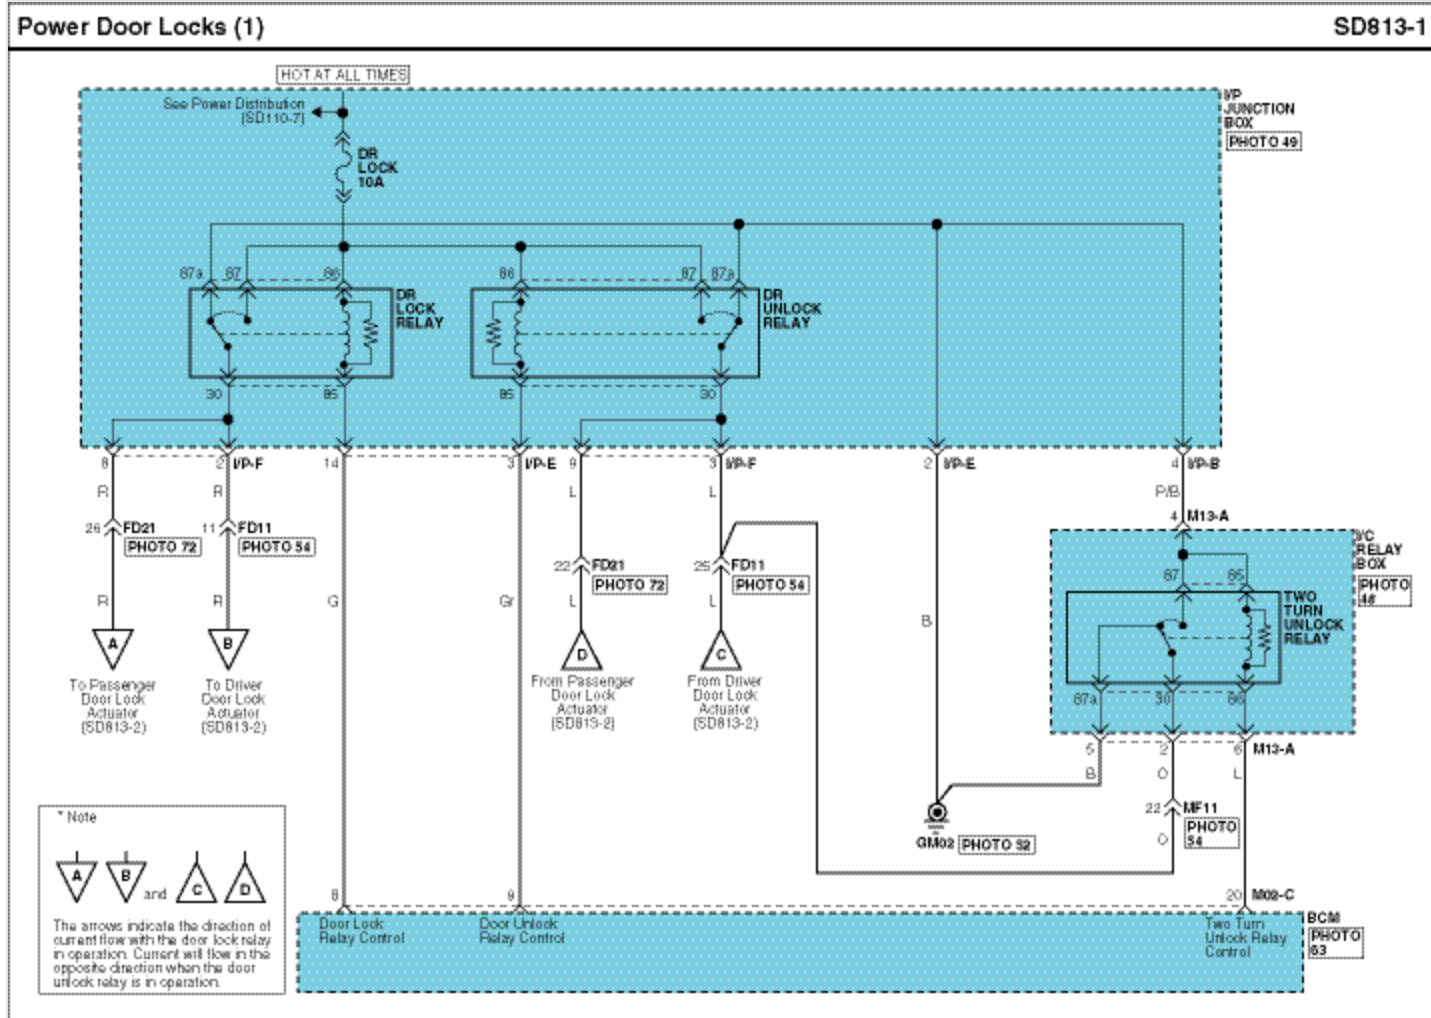 Power Door Locks (1)
SD813-1
HOT AT ALL TIMES
See Power Distribution
(SD110-7)
I/P
JUNCTION
BOX
PHOTO 49
DR
LOCK
10A
87a 87 86
86 87 87a
DR
LOCK
RELAY
DR
UNLOCK
RELAY
30 85
85 30
8 2 I/P-F 14 3 I/P-E 9 3 I/P-F 2 I/P-E 4 I/P-B
R R L L P/B
4 M13-A
26 FD21
PHOTO 72
11 FD11
PHOTO 54
22 FD21
PHOTO 72
25 FD11
PHOTO 54
I/C
RELAY
BOX
PHOTO
48
87 85
TWO
TURN
UNLOCK
RELAY
R R G Gr L L B
A
B
D
C
To Passenger
Door Lock
Actuator
(SD813-2)
To Driver
Door Lock
Actuator
(SD813-2)
From Passenger
Door Lock
Actuator
(SD813-2)
From Driver
Door Lock
Actuator
(SD813-2)
87a 30 86
5 2 6 M13-A
B O L
22 MF11
PHOTO
54
O
GM02 PHOTO 32
* Note
A B and C D
The arrows indicate the direction of
current flow with the door lock relay
in operation. Current will flow in the
opposite direction when the door
unlock relay is in operation.
8 9 20 M02-C
Door Lock
Relay Control
Door Unlock
Relay Control
Two Turn
Unlock Relay
Control
BCM
PHOTO
63